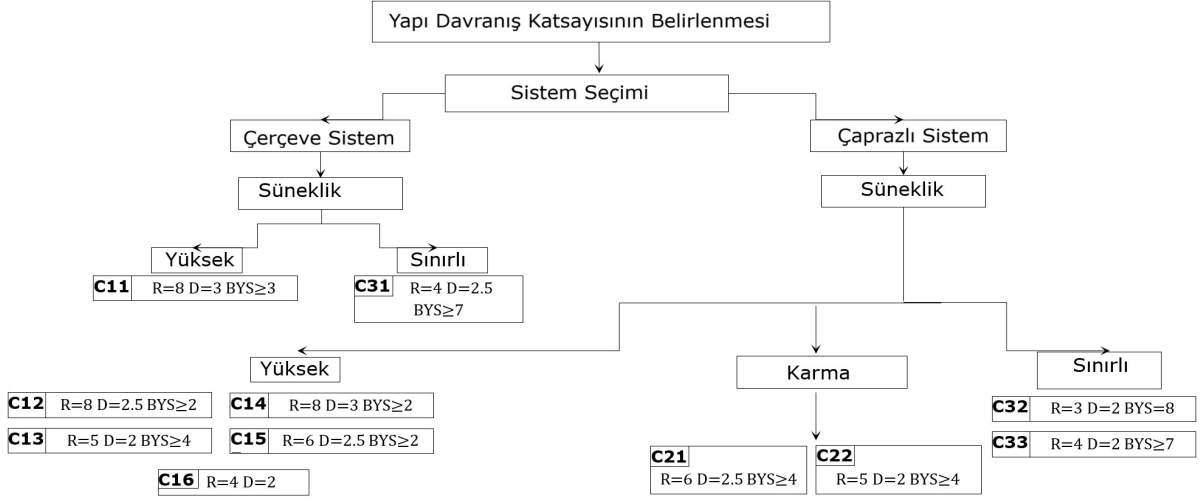 Yapı Davranış Katsayısının Belirlenmesi
Sistem Seçimi
Çerçeve Sistem
Çaprazlı Sistem
Süneklik
Süneklik
Yüksek
Sınırlı
C11 R=8 D=3 BYS≥3
C31 R=4 D=2.5
BYS≥7
Yüksek
Karma
Sınırlı
C12 R=8 D=2.5 BYS≥2
C14 R=8 D=3 BYS≥2
C13 R=5 D=2 BYS≥4
C15 R=6 D=2.5 BYS≥2
C16 R=4 D=2
C21
R=6 D=2.5 BYS≥4
C22
R=5 D=2 BYS≥4
C32 R=3 D=2 BYS=8
C33 R=4 D=2 BYS≥7